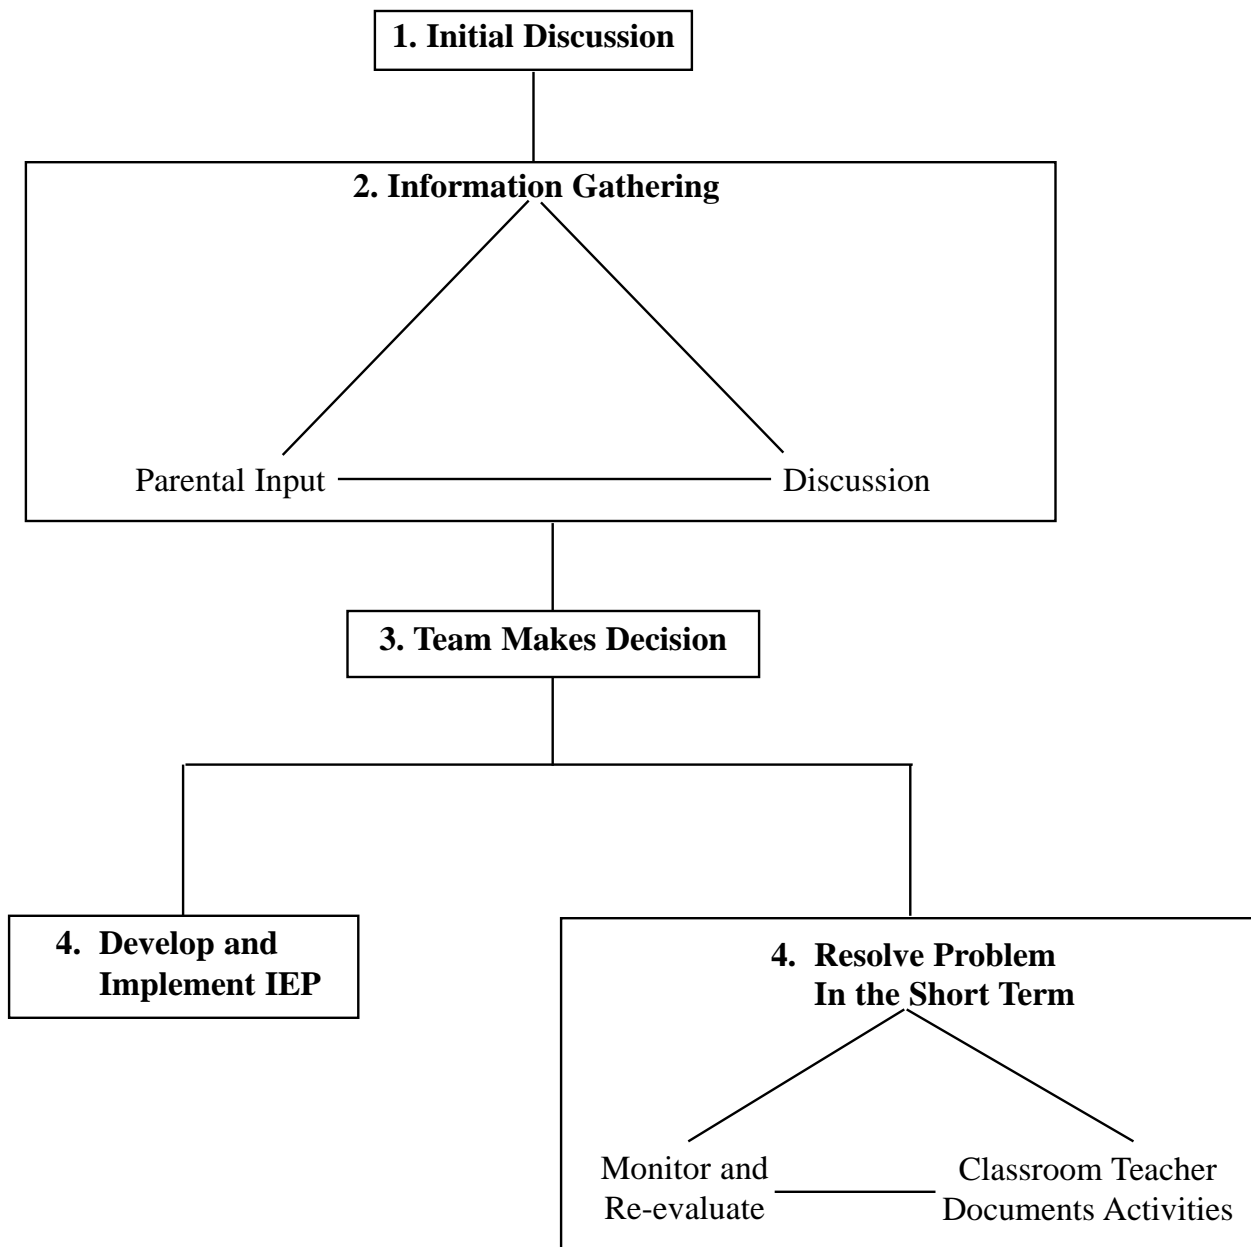 1. Initial Discussion
2. Information Gathering
Parental Input
Discussion
3. Team Makes Decision
4. Develop and
Implement IEP
4. Resolve Problem
In the Short Term
Monitor and
Re-evaluate
Classroom Teacher
Documents Activities